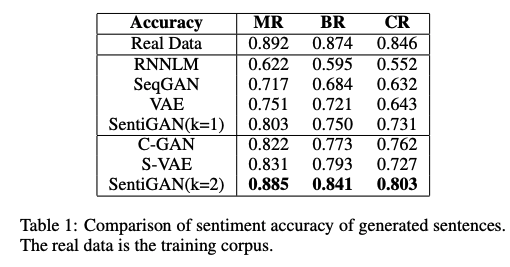 Accuracy MR BR CR
Real Data 0.892 0.874 0.846
RNNLM 0.622 0.595 0.552
SeqGAN 0.717 0.684 0.632
VAE 0.751 0.721 0.643
SentiGAN(k=1) 0.803 0.750 0.731
C-GAN 0.822 0.773 0.762
S-VAE 0.831 0.793 0.727
SentiGAN(k=2) 0.885 0.841 0.803
Table 1: Comparison of sentiment accuracy of generated sentences.
The real data is the training corpus.